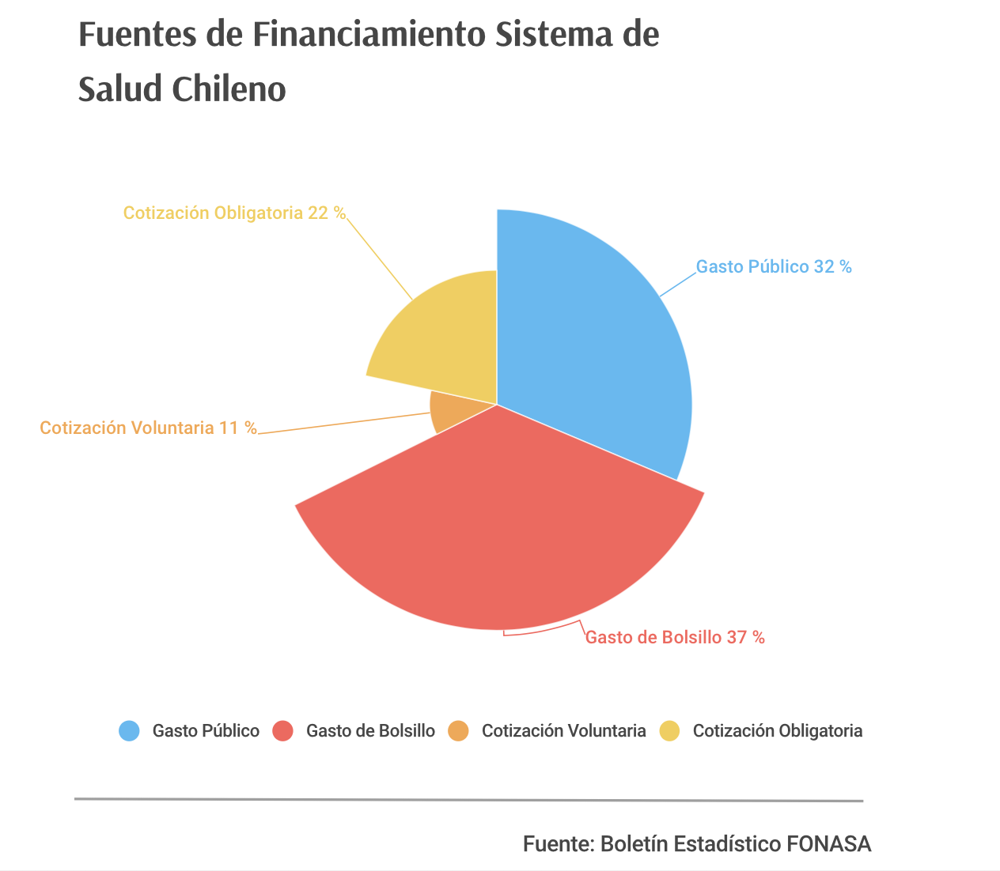 Fuentes de Financiamiento Sistema de
Salud Chileno
Cotización Obligatoria 22 %
Gasto Público 32 %
Cotización Voluntaria 11 %
Gasto de Bolsillo 37 %
Gasto Público
Gasto de Bolsillo
Cotización Voluntaria
Cotización Obligatoria
Fuente: Boletín Estadístico FONASA